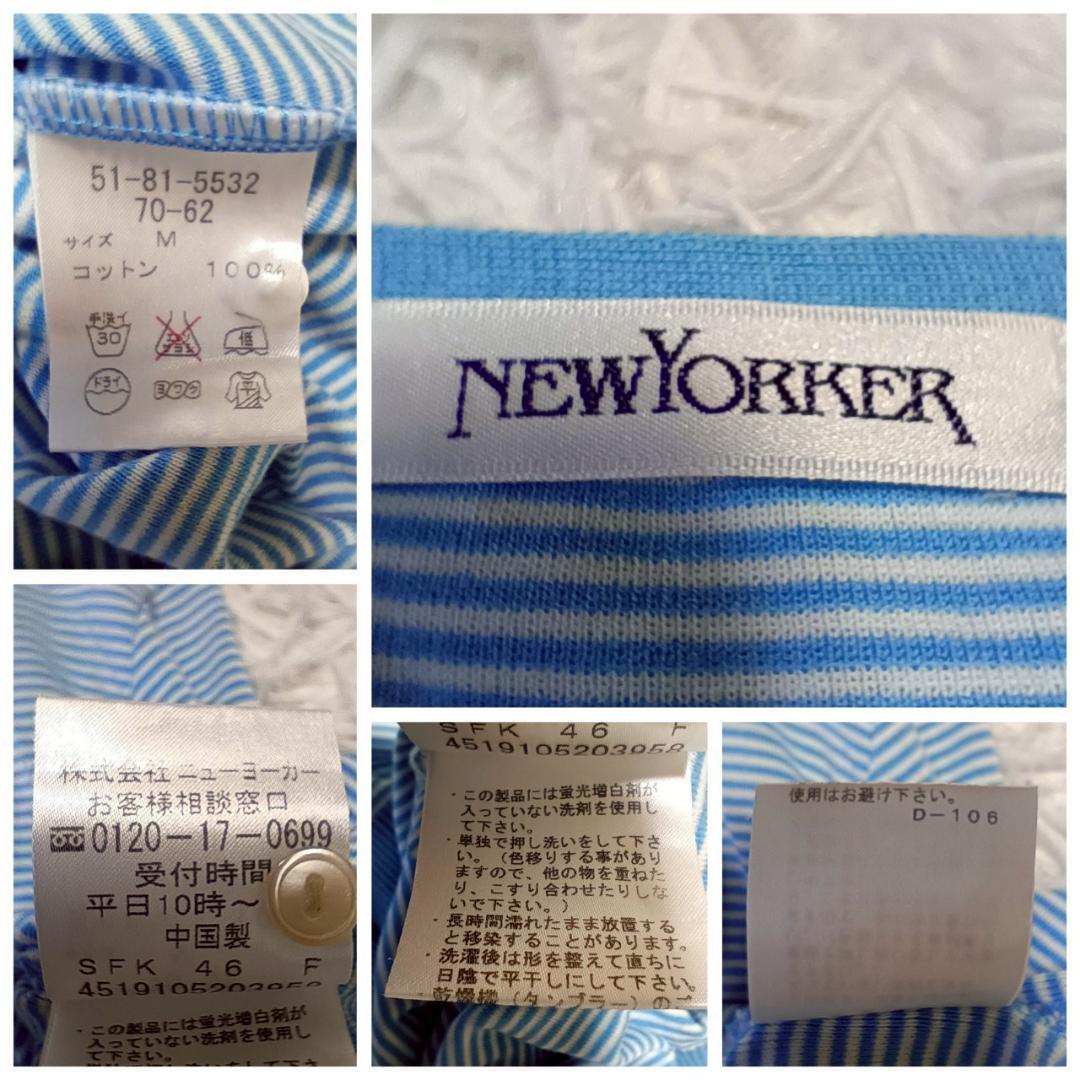 51-81-5532
70-62
サイズ M
コットン 100%
手洗イ
30
エンソサラシ
低
ドライ
ヨワク
平
NEWYORKER
株式会社 ニューヨーカー
お客様相談窓口
0120-17-0699
受付時間
平日10時~
中国製
SFK 46 F
・この製品には蛍光増白剤が
入っていない洗剤を使用し
て下さい。
SFK 46 F
・この製品には蛍光増白剤が
入っていない洗剤を使用し
て下さい。
・単独で押し洗いをして下さ
い。(色移りする事があり
ますので、他の物を重ねた
り、こすり合わせたりしな
いで下さい。)
・長時間濡れたまま放置する
と移染することがあります。
・洗濯後は形を整えて直ちに
日陰で平干しにして下さい。
乾燥機(タンブラー)のご
使用はお避け下さい。
D-106